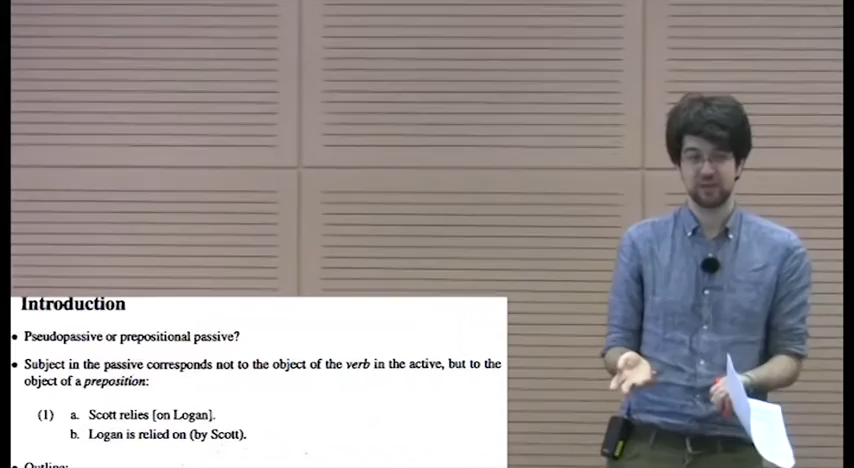 Introduction
• Pseudopassive or prepositional passive?
• Subject in the passive corresponds not to the object of the verb in the active, but to the
object of a preposition:
(1) a. Scott relies [on Logan].
b. Logan is relied on (by Scott).
• Outline: